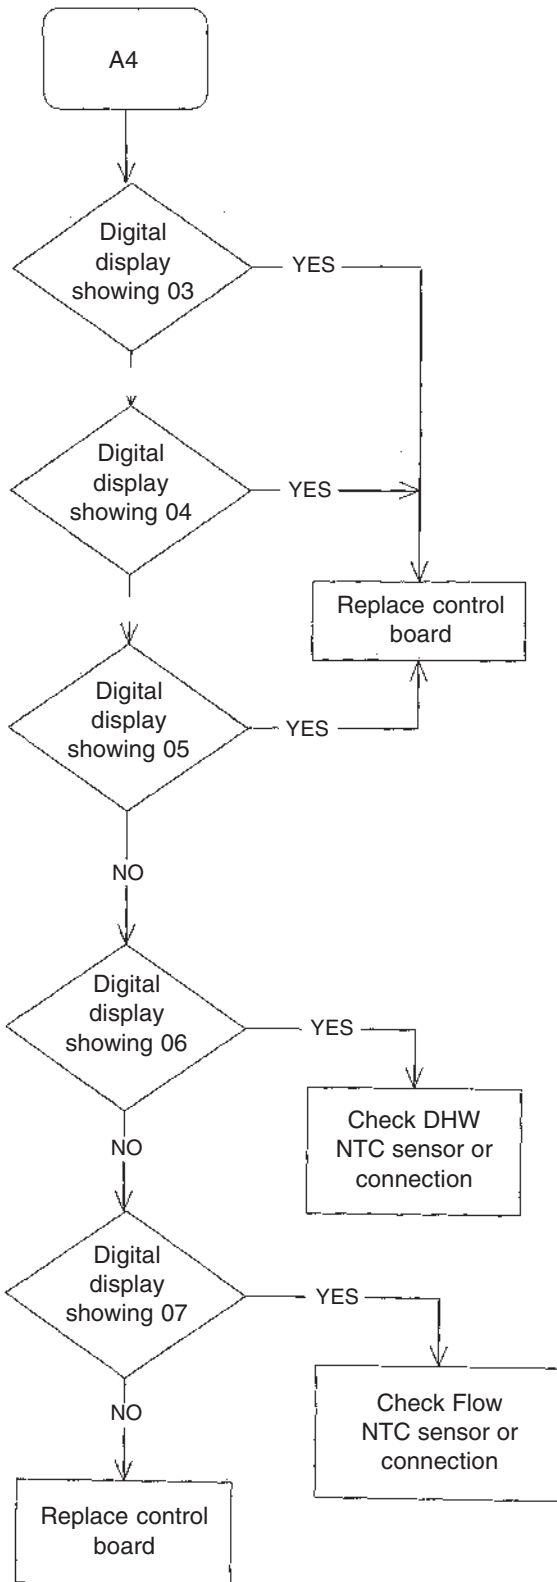 A4
Digital
display
showing 03
YES
Digital
display
showing 04
YES
Replace control
board
Digital
display
showing 05
YES
NO
Digital
display
showing 06
YES
Check DHW
NTC sensor or
connection
NO
Digital
display
showing 07
YES
Check Flow
NTC sensor or
connection
NO
Replace control
board